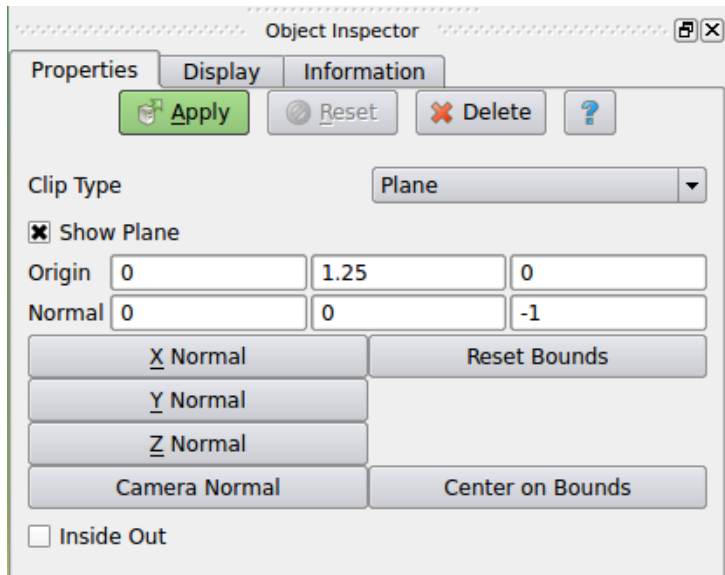 Object Inspector
Properties Display Information
Apply Reset Delete ?
Clip Type Plane
Show Plane
Origin 0 1.25 0
Normal 0 0 -1
X Normal Reset Bounds
Y Normal
Z Normal
Camera Normal Center on Bounds
Inside Out